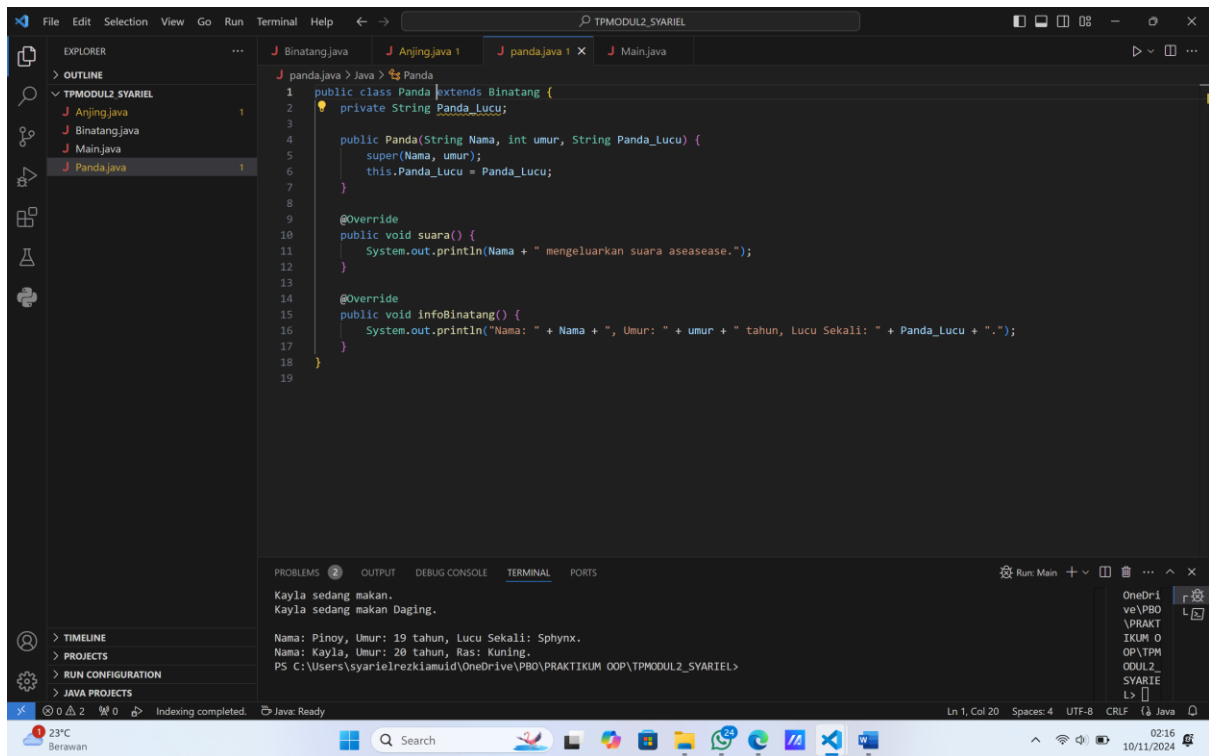 File Edit Selection View Go Run Terminal Help
TPMODUL2_SYARIEL
EXPLORER
OUTLINE
TPMODUL2_SYARIEL
J Anjing.java 1
J Binatang.java
J Main.java
J Panda.java 1
TIMELINE
PROJECTS
RUN CONFIGURATION
JAVA PROJECTS
J Binatang.java J Anjing.java 1 J panda.java 1 J Main.java
J panda.java > Java > Panda
1 public class Panda extends Binatang {
2 private String Panda_Lucu;
3
4 public Panda(String Nama, int umur, String Panda_Lucu) {
5 super(Nama, umur);
6 this.Panda_Lucu = Panda_Lucu;
7 }
8
9 @Override
10 public void suara() {
11 System.out.println(Nama + " mengeluarkan suara aseasease.");
12 }
13
14 @Override
15 public void infoBinatang() {
16 System.out.println("Nama: " + Nama + ", Umur: " + umur + " tahun, Lucu Sekali: " + Panda_Lucu + ".");
17 }
18 }
19
PROBLEMS 2 OUTPUT DEBUG CONSOLE TERMINAL PORTS
Run: Main
Kayla sedang makan.
Kayla sedang makan Daging.
Nama: Pinoy, Umur: 19 tahun, Lucu Sekali: Sphynx.
Nama: Kayla, Umur: 20 tahun, Ras: Kuning.
PS C:\Users\syarielrezkiamuid\OneDrive\PBO\PRAKTIKUM OOP\TPMODUL2_SYARIEL>
OneDri
ve\PBO
\PRAKT
IKUM O
OP\TPM
ODUL2_
SYARIE
L>
0 2 0 Indexing completed. Java: Ready
Ln 1, Col 20 Spaces: 4 UTF-8 CRLF Java
1
23°C
Berawan
Search
24
02:16
10/11/2024